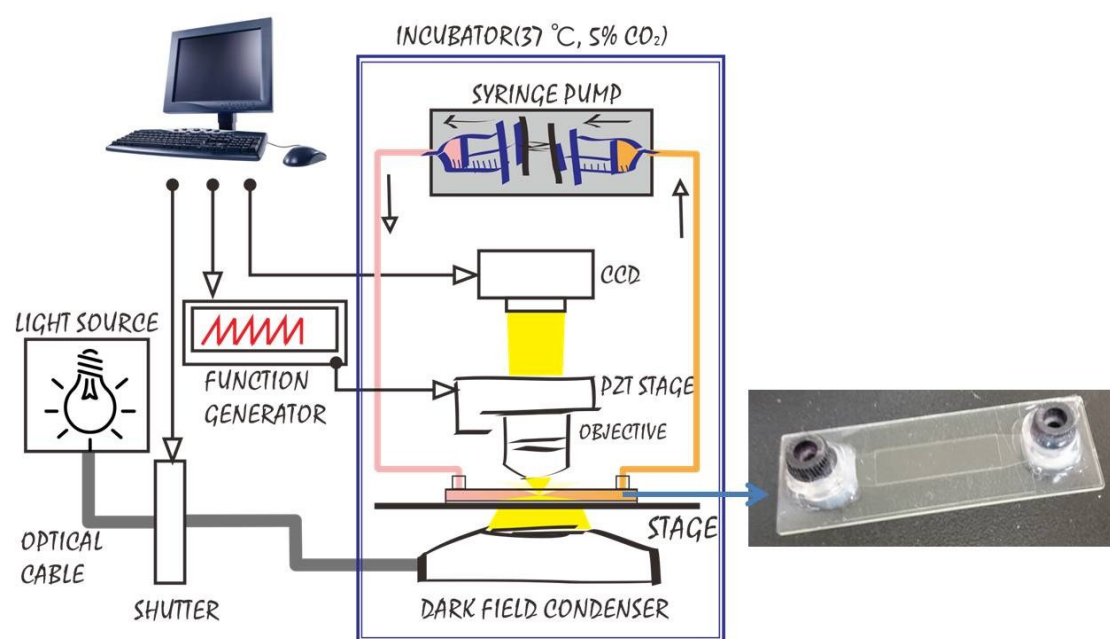 INCUBATOR(37 ℃, 5% CO₂)
SYRINGE PUMP
CCD
LIGHT SOURCE
FUNCTION
GENERATOR
PZT STAGE
OBJECTIVE
STAGE
OPTICAL
CABLE
SHUTTER
DARK FIELD CONDENSER